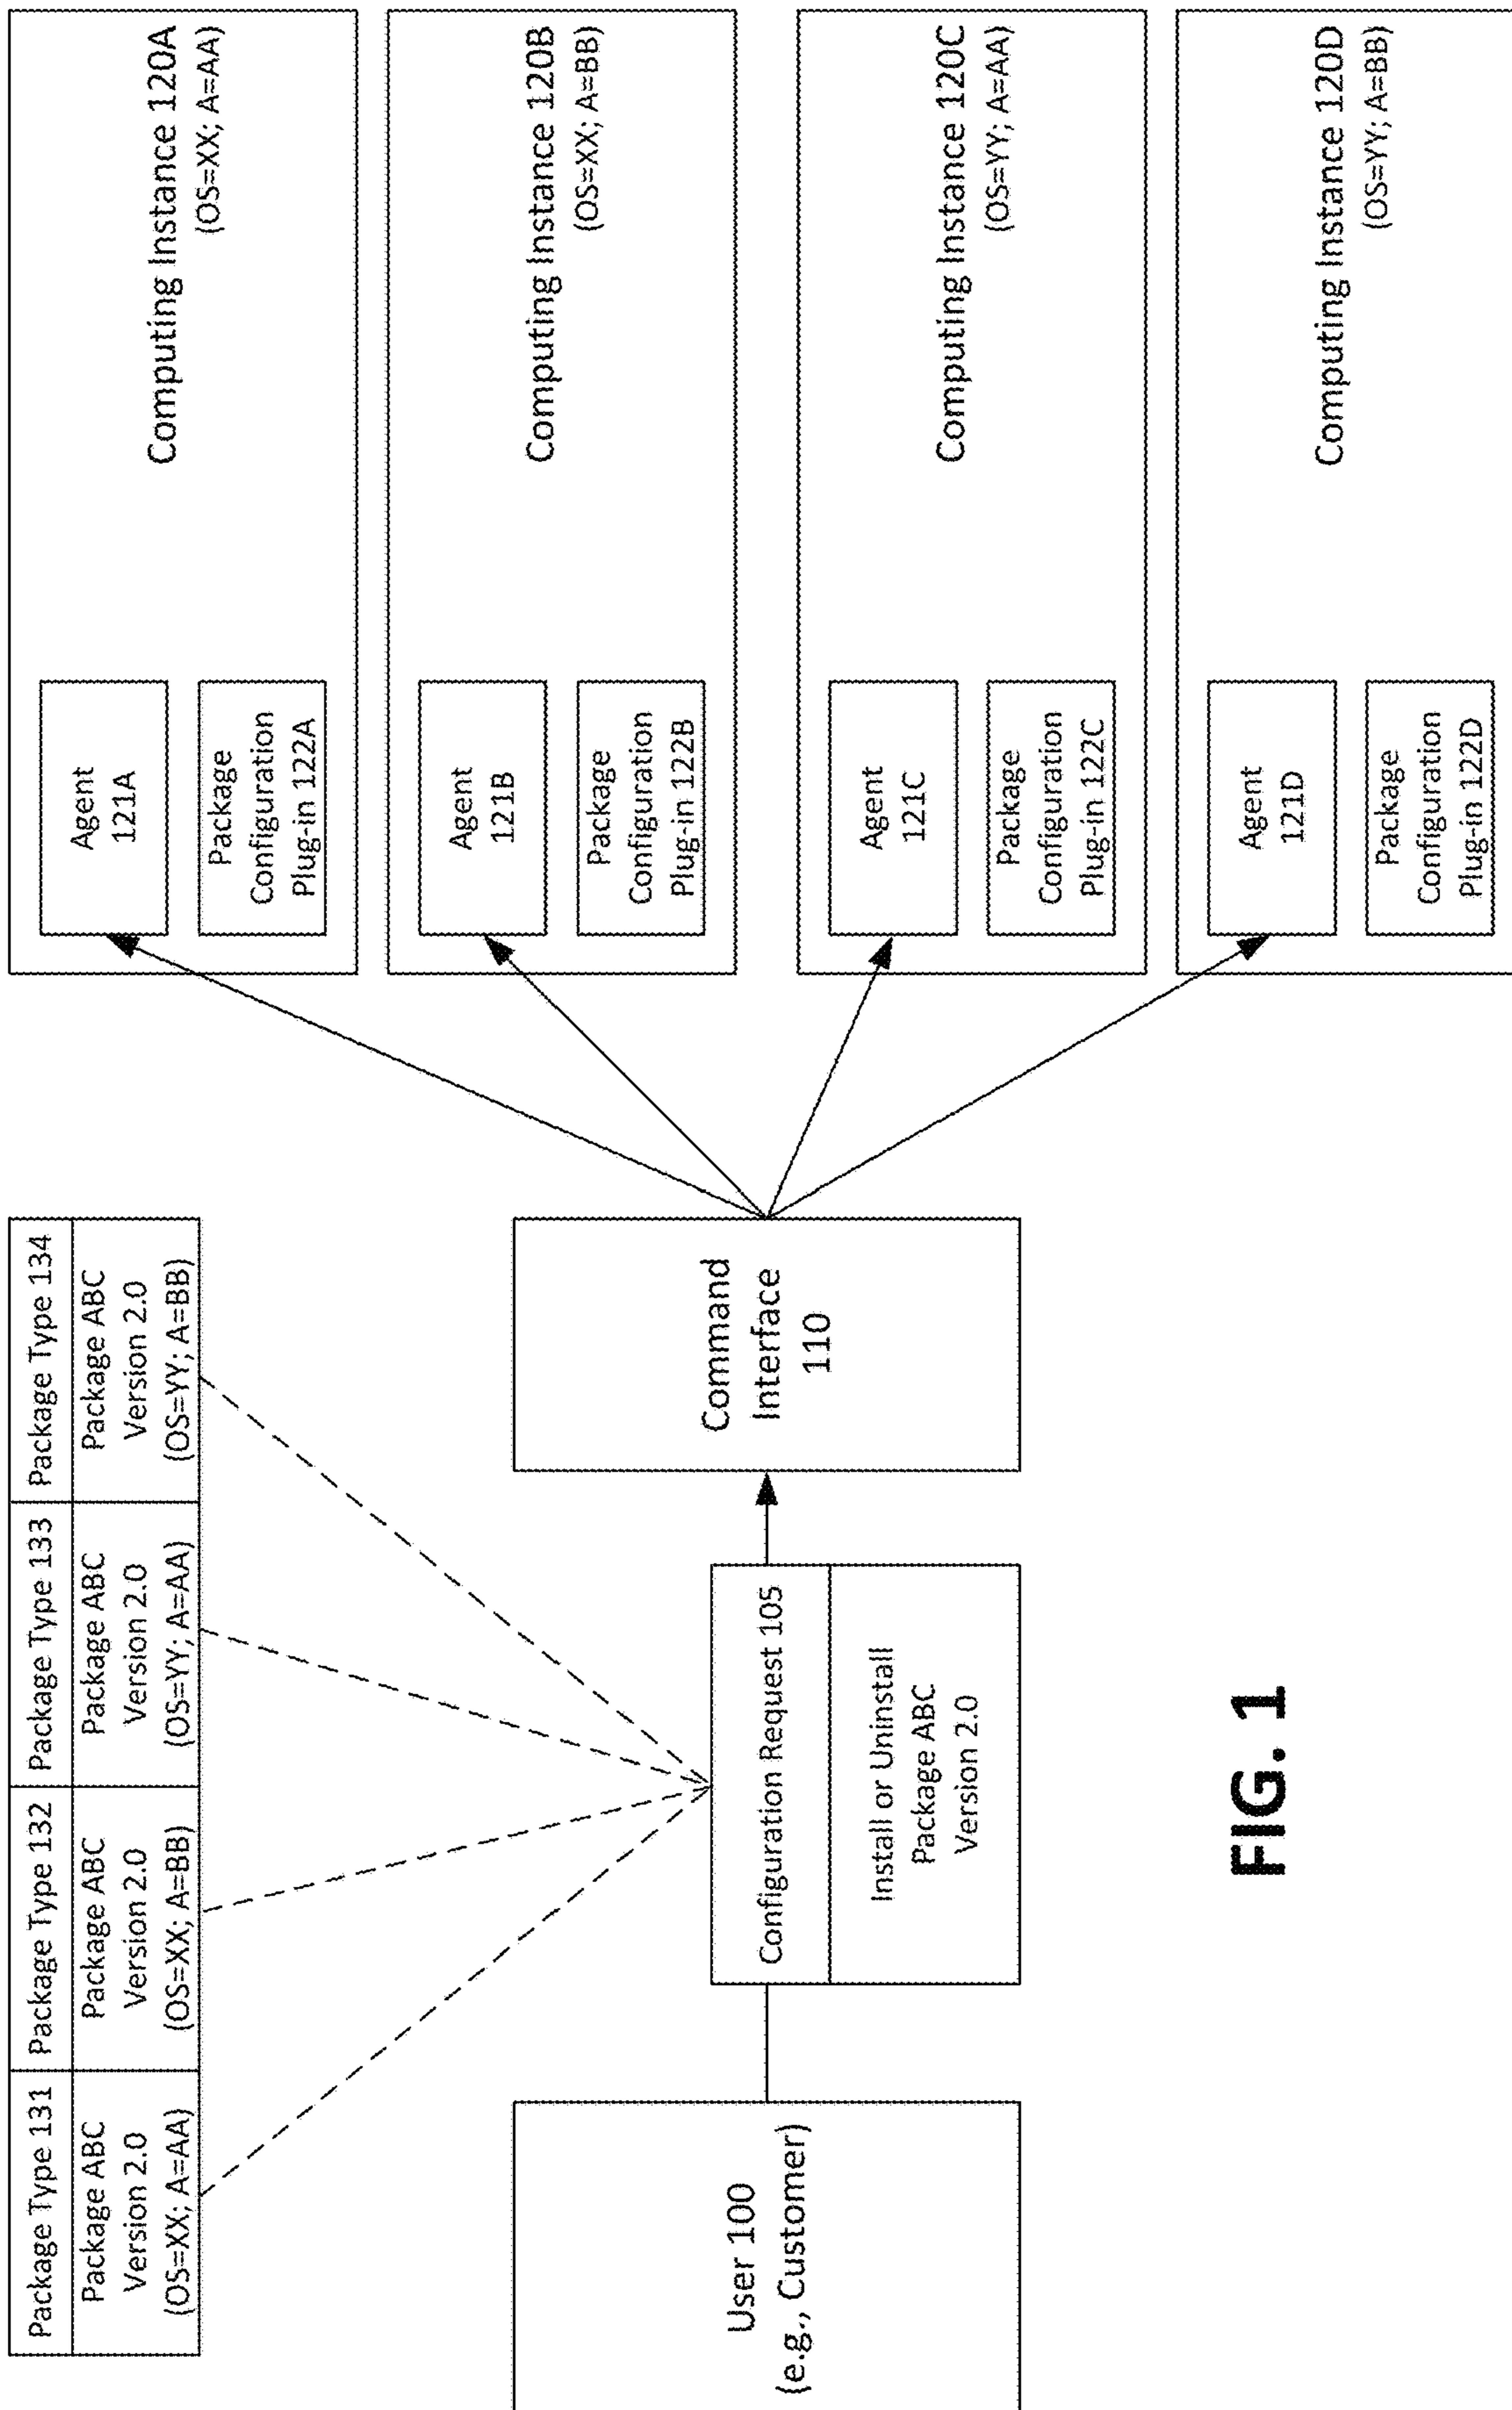 Package Type 131
Package ABC
Version 2.0
(OS=XX; A=AA)
Package Type 132
Package ABC
Version 2.0
(OS=XX; A=BB)
Package Type 133
Package ABC
Version 2.0
(OS=YY; A=AA)
Package Type 134
Package ABC
Version 2.0
(OS=YY; A=BB)
User 100
(e.g., Customer)
Configuration Request 105
Install or Uninstall
Package ABC
Version 2.0
Command
Interface
110
Agent
121A
Package
Configuration
Plug-in 122A
Computing Instance 120A
(OS=XX; A=AA)
Agent
121B
Package
Configuration
Plug-in 122B
Computing Instance 120B
(OS=XX; A=BB)
Agent
121C
Package
Configuration
Plug-in 122C
Computing Instance 120C
(OS=YY; A=AA)
Agent
121D
Package
Configuration
Plug-in 122D
Computing Instance 120D
(OS=YY; A=BB)
FIG. 1